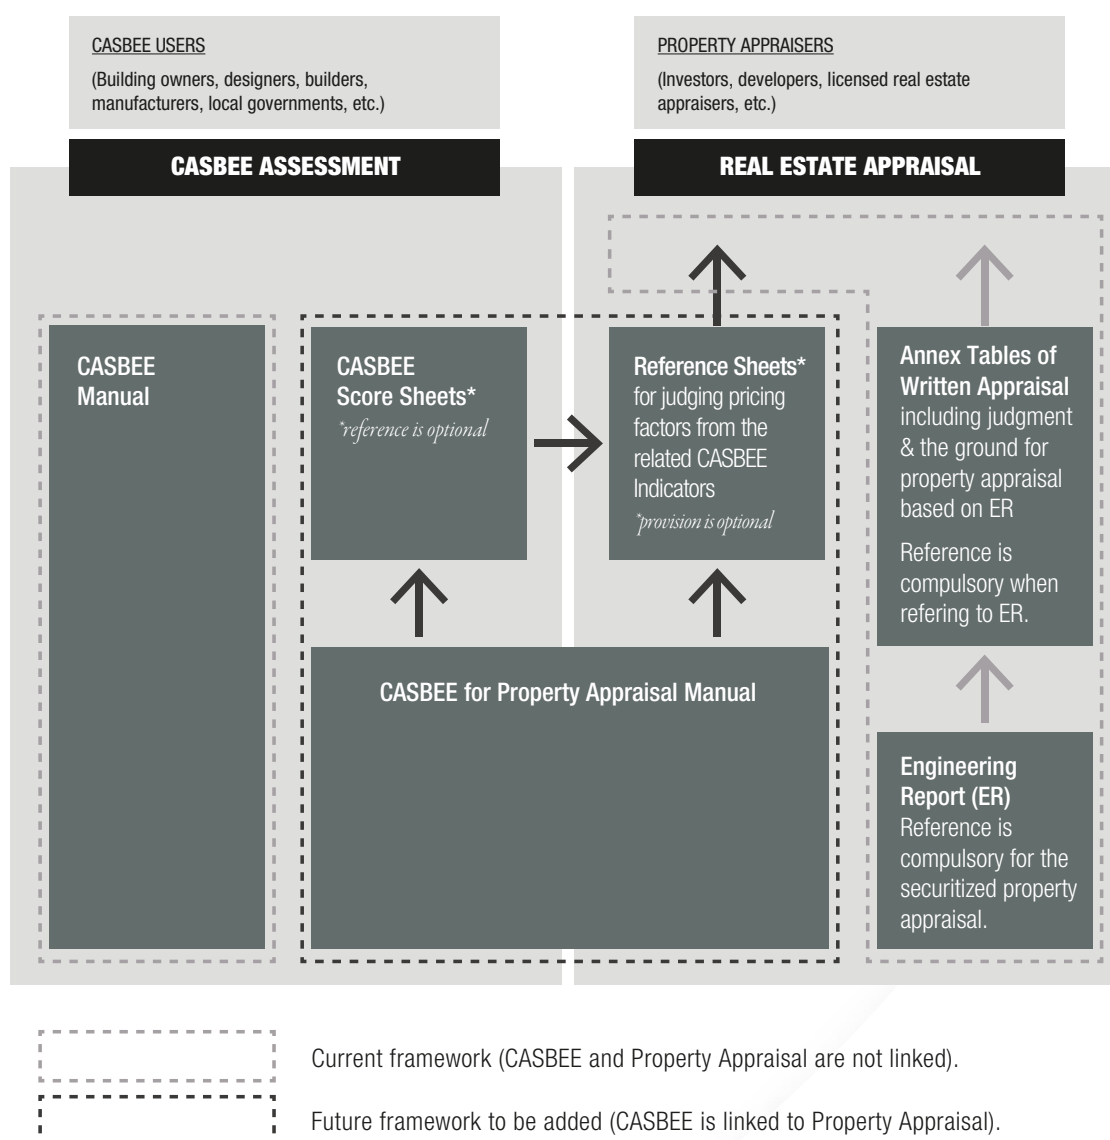 CASBEE USERS
(Building owners, designers, builders,
manufacturers, local governments, etc.)
CASBEE ASSESSMENT
PROPERTY APPRAISERS
(Investors, developers, licensed real estate
appraisers, etc.)
REAL ESTATE APPRAISAL
CASBEE
Manual
CASBEE
Score Sheets*
*reference is optional
Reference Sheets*
for judging pricing
factors from the
related CASBEE
Indicators
*provision is optional
Annex Tables of
Written Appraisal
including judgment
& the ground for
property appraisal
based on ER
Reference is
compulsory when
refering to ER.
CASBEE for Property Appraisal Manual
Engineering
Report (ER)
Reference is
compulsory for the
securitized property
appraisal.
Current framework (CASBEE and Property Appraisal are not linked).
Future framework to be added (CASBEE is linked to Property Appraisal).